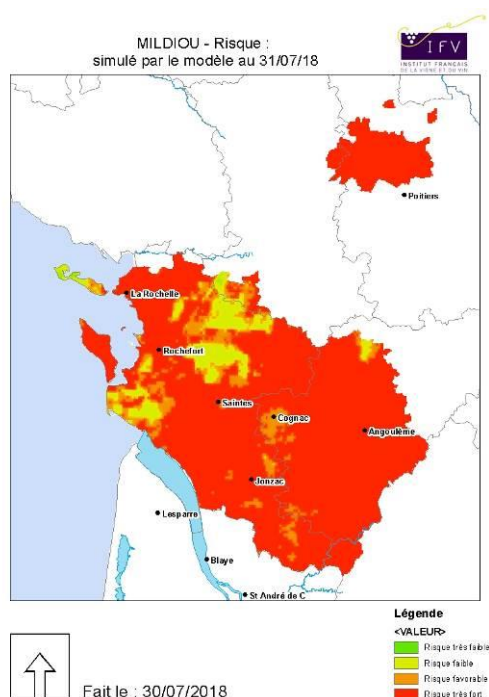 MILDIOU - Risque :
simulé par le modèle au 31/07/18
IFV
INSTITUT FRANÇAIS
DE LA VIGNE ET DU VIN
Poitiers
La Rochelle
Rochefort
Saintes
Cognac
Angoulême
Jonzac
Lesparre
Blaye
St André de C
Légende
<VALEUR>
Risque très faible
Risque faible
Risque favorable
Risque très fort
Fait le : 30/07/2018